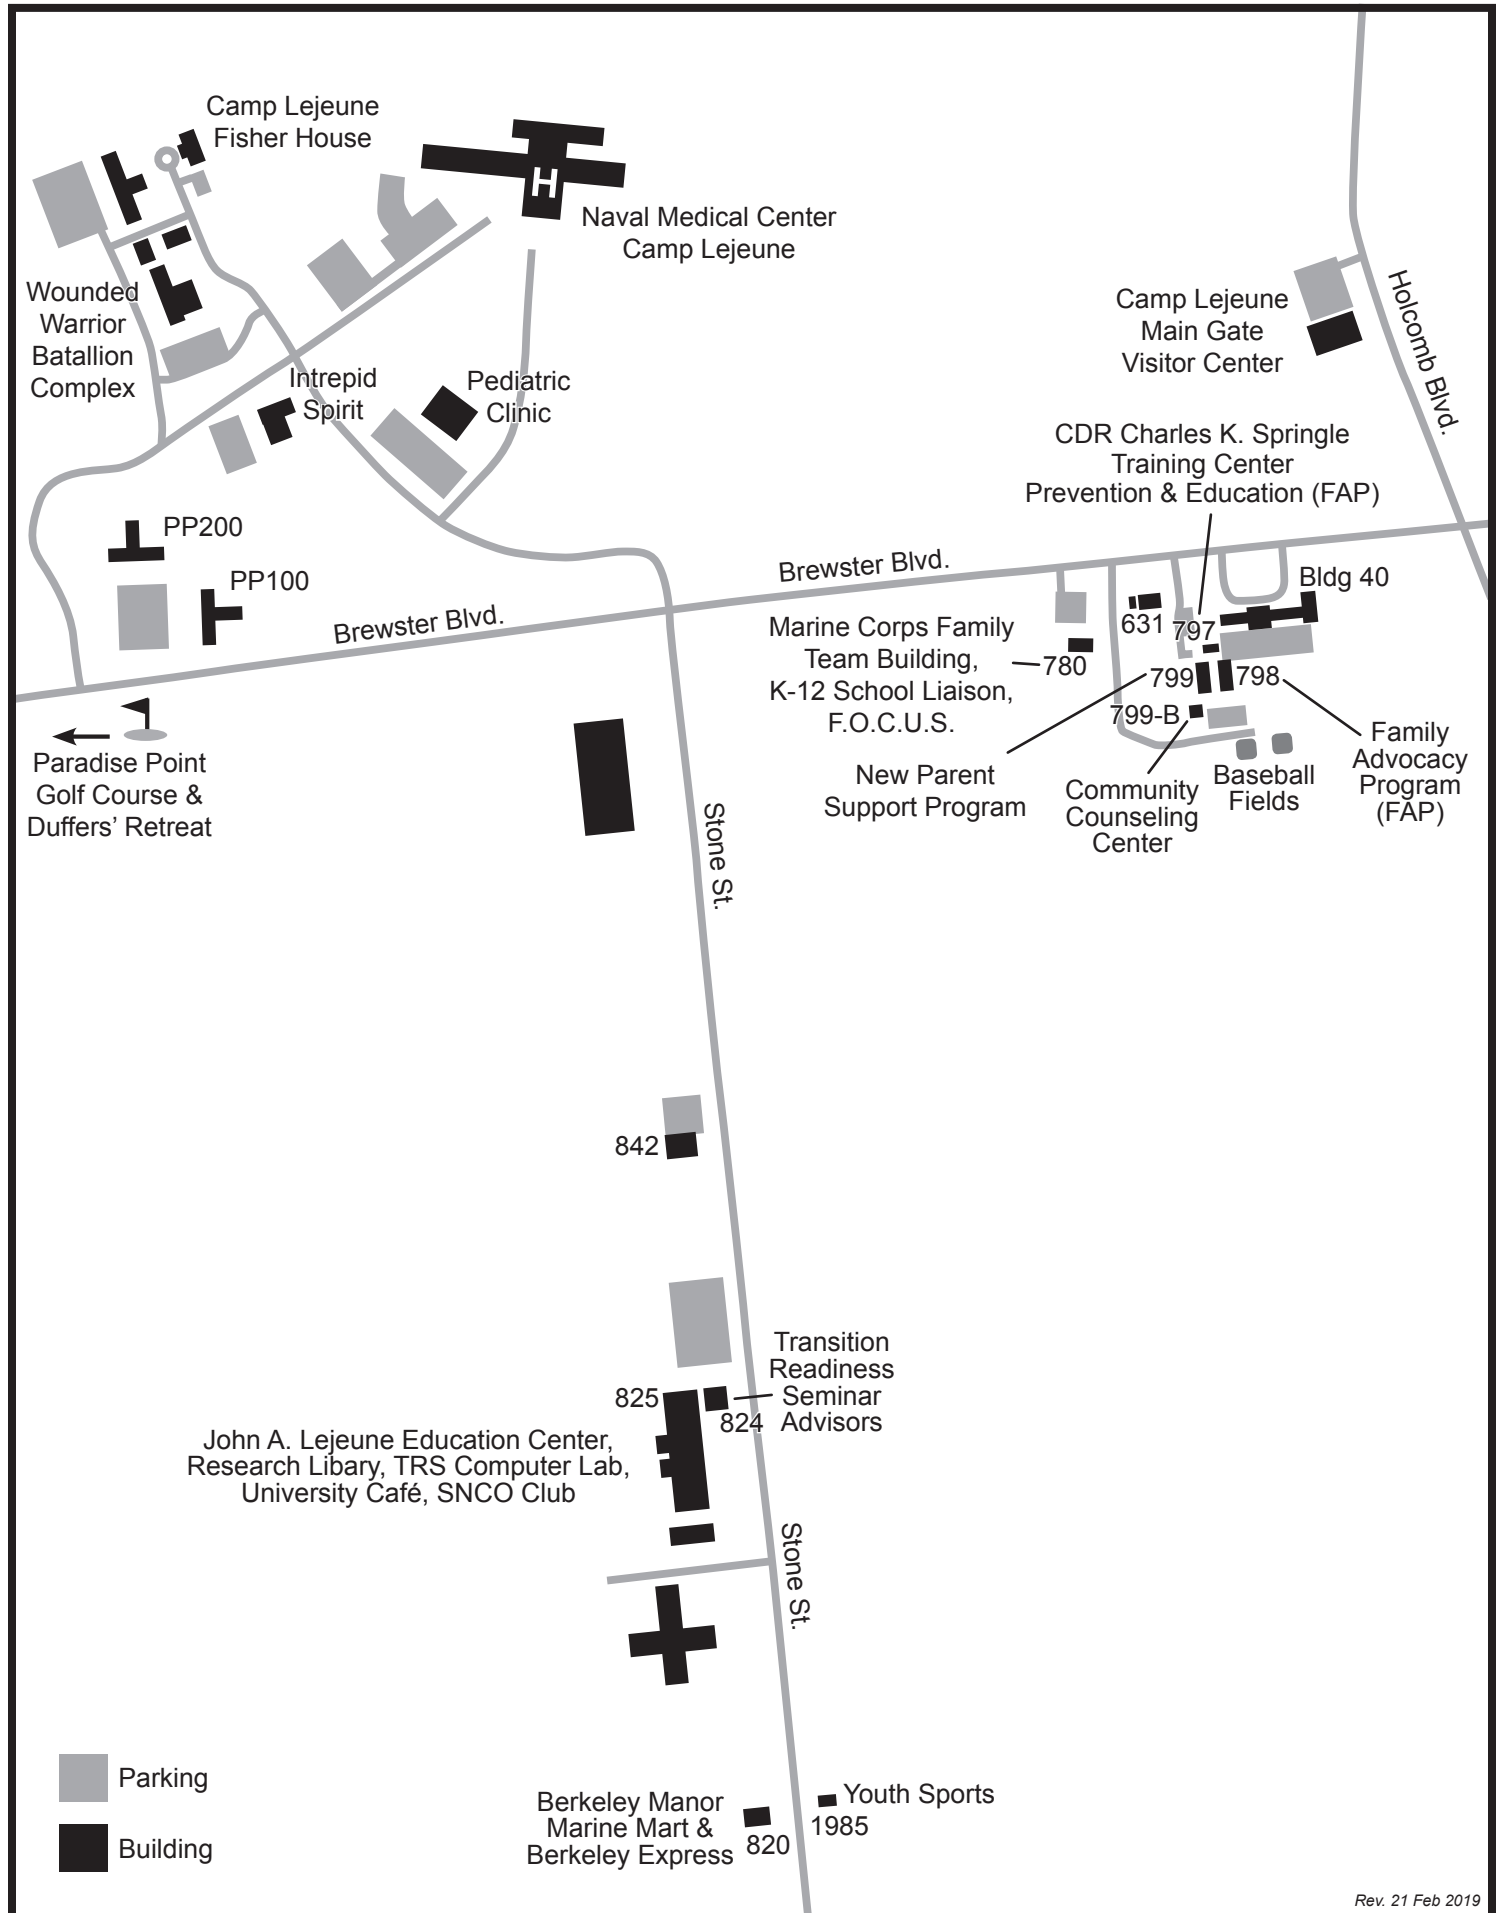 Camp Lejeune
Fisher House
H
Naval Medical Center
Camp Lejeune
Wounded
Warrior
Batallion
Complex
Camp Lejeune
Main Gate
Visitor Center
Holcomb Blvd.
Intrepid
Spirit
Pediatric
Clinic
CDR Charles K. Springle
Training Center
Prevention & Education (FAP)
PP200
PP100
Brewster Blvd.
Brewster Blvd.
Bldg 40
631
797
Marine Corps Family
Team Building,
K-12 School Liaison,
F.O.C.U.S.
780
799
798
799-B
Paradise Point
Golf Course &
Duffers' Retreat
New Parent
Support Program
Community
Counseling
Center
Baseball
Fields
Family
Advocacy
Program
(FAP)
Stone St.
842
Transition
Readiness
Seminar
Advisors
825
824
John A. Lejeune Education Center,
Research Libary, TRS Computer Lab,
University Café, SNCO Club
Stone St.
Parking
Building
Berkeley Manor
Marine Mart &
Berkeley Express
820
Youth Sports
1985
Rev. 21 Feb 2019